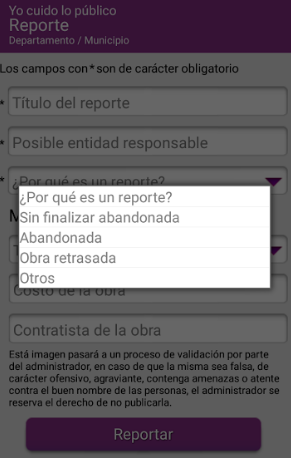 Yo cuido lo público
Reporte
Departamento / Municipio
Los campos con * son de carácter obligatorio
* Título del reporte
* Posible entidad responsable
* ¿Por qué es un reporte?
¿Por qué es un reporte?
Sin finalizar abandonada
Abandonada
Obra retrasada
Otros
Costo de la obra
Contratista de la obra
Está imagen pasará a un proceso de validación por parte
del administrador, en caso de que la misma sea falsa, de
carácter ofensivo, agraviante, contenga amenazas o atente
contra el buen nombre de las personas, el administrador se
reserva el derecho de no publicarla.
Reportar